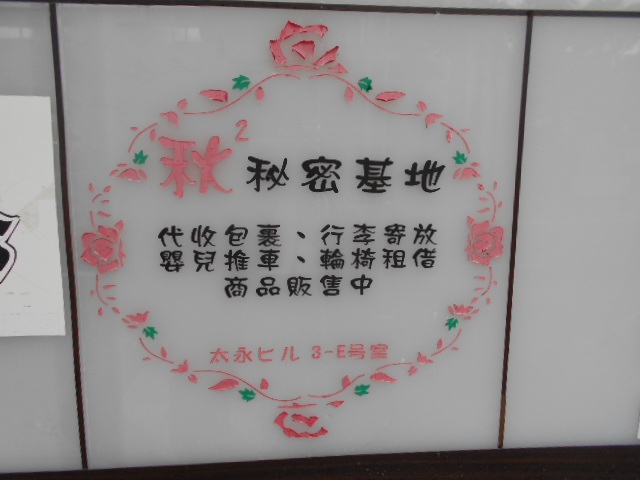 秋² 秘密基地
代收包裹、行李寄放
嬰兒推車、輪椅租借
商品販售中
太永ビル 3-E号室